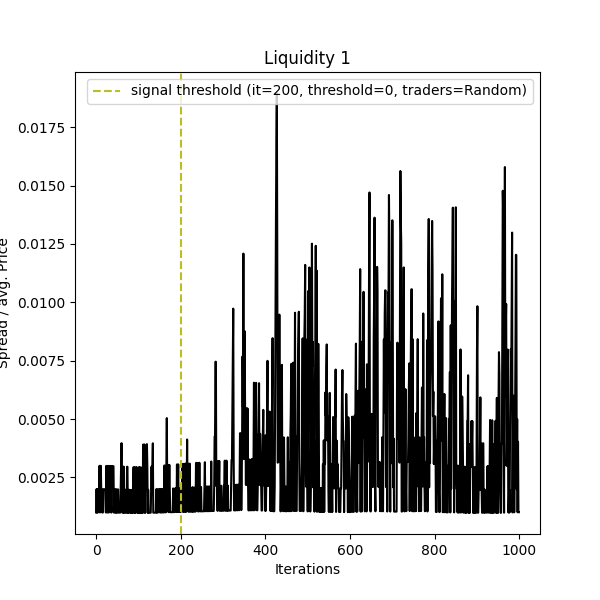 Liquidity 1
signal threshold (it=200, threshold=0, traders=Random)
0.0175
0.0150
0.0125
0.0100
0.0075
0.0050
0.0025
Spread / avg. Price
0 200 400 600 800 1000
Iterations